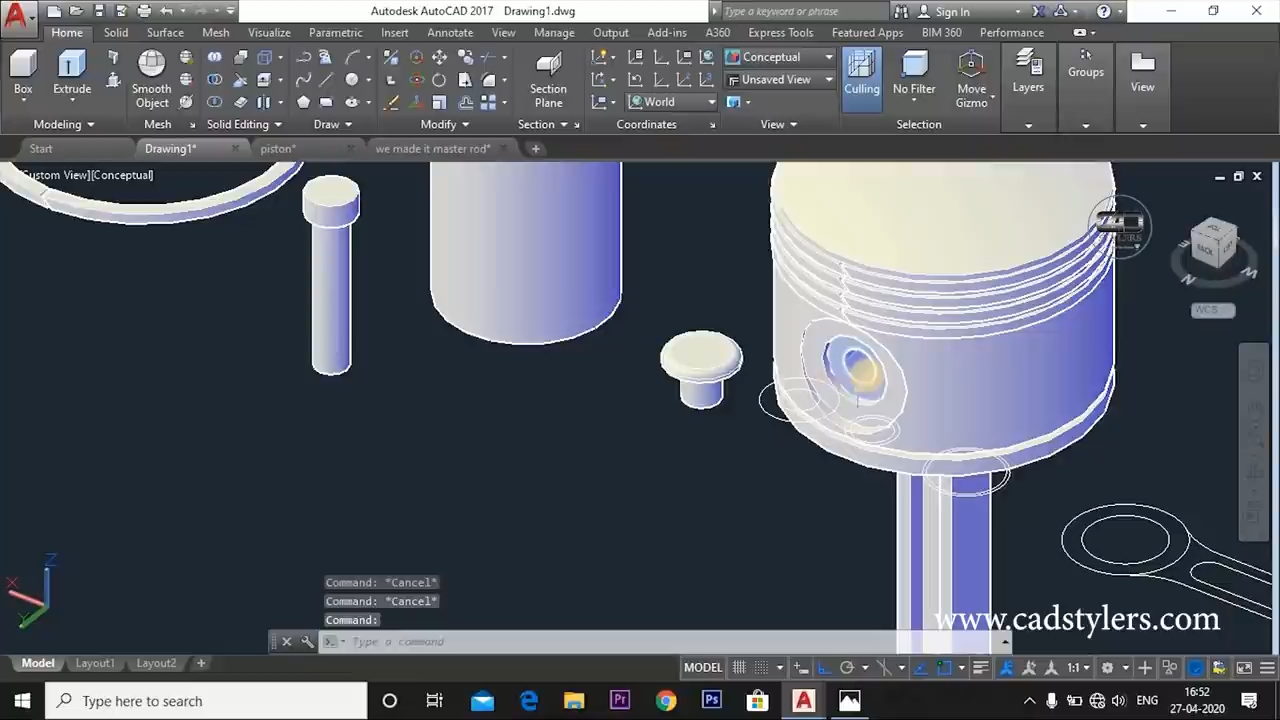 Autodesk AutoCAD 2017 Drawing1.dwg
Type a keyword or phrase
Sign In
Home Solid Surface Mesh Visualize Parametric Insert Annotate View Manage Output Add-ins A360 Express Tools Featured Apps BIM 360 Performance
Conceptual
Unsaved View
World
Box Extrude Smooth Object Section Plane Culling No Filter Move Gizmo Layers Groups View
Modeling Mesh Solid Editing Draw Modify Section Coordinates View Selection
Start Drawing1* piston* we made it master rod*
Custom View][Conceptual]
BACK
N
M
WCS
Z
X
Y
Command: *Cancel*
Command: *Cancel*
Command:
www.cadstylers.com
Type a command
Model Layout1 Layout2
MODEL
1:1
Type here to search
Pr
Ps
A
ENG
16:52
27-04-2020